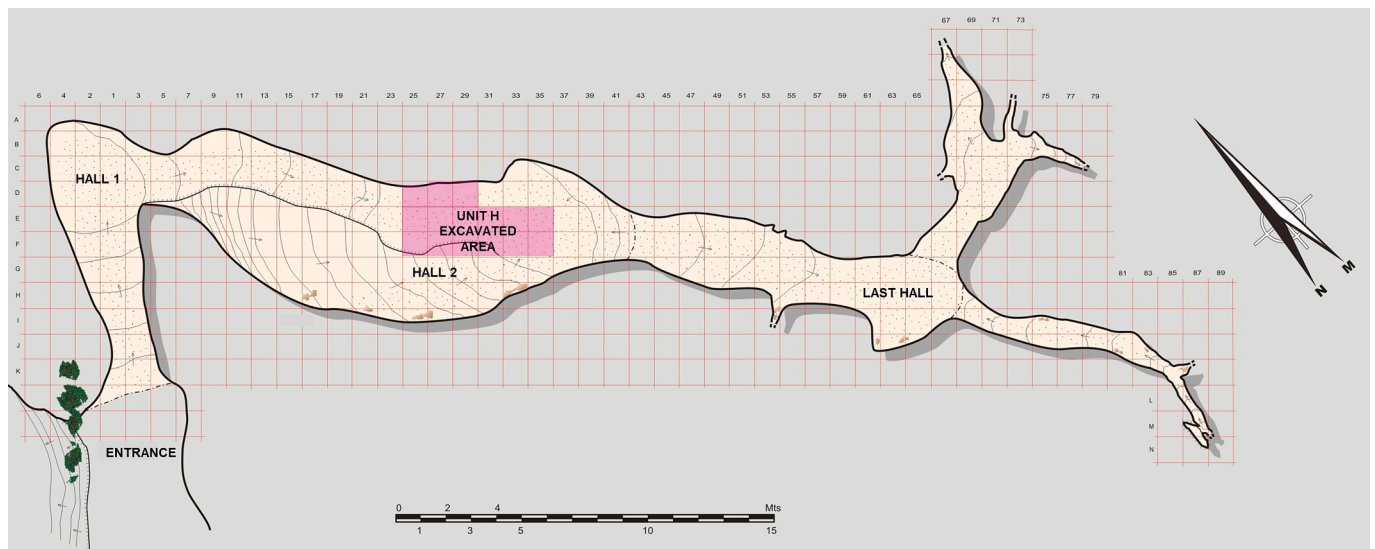 67 69 71 73
6 4 2 1 3 5 7 9 11 13 15 17 19 21 23 25 27 29 31 33 35 37 39 41 42 43 45 47 49 51 53 55 57 59 61 63 65
75 77 79
A
B
C
D
E
F
G
H
I
J
K
HALL 1
UNIT H
EXCAVATED
AREA
HALL 2
LAST HALL
ENTRANCE
81 83 85 87 89
L
M
N
N
M
0 2 4 Mts
1 3 5 10 15